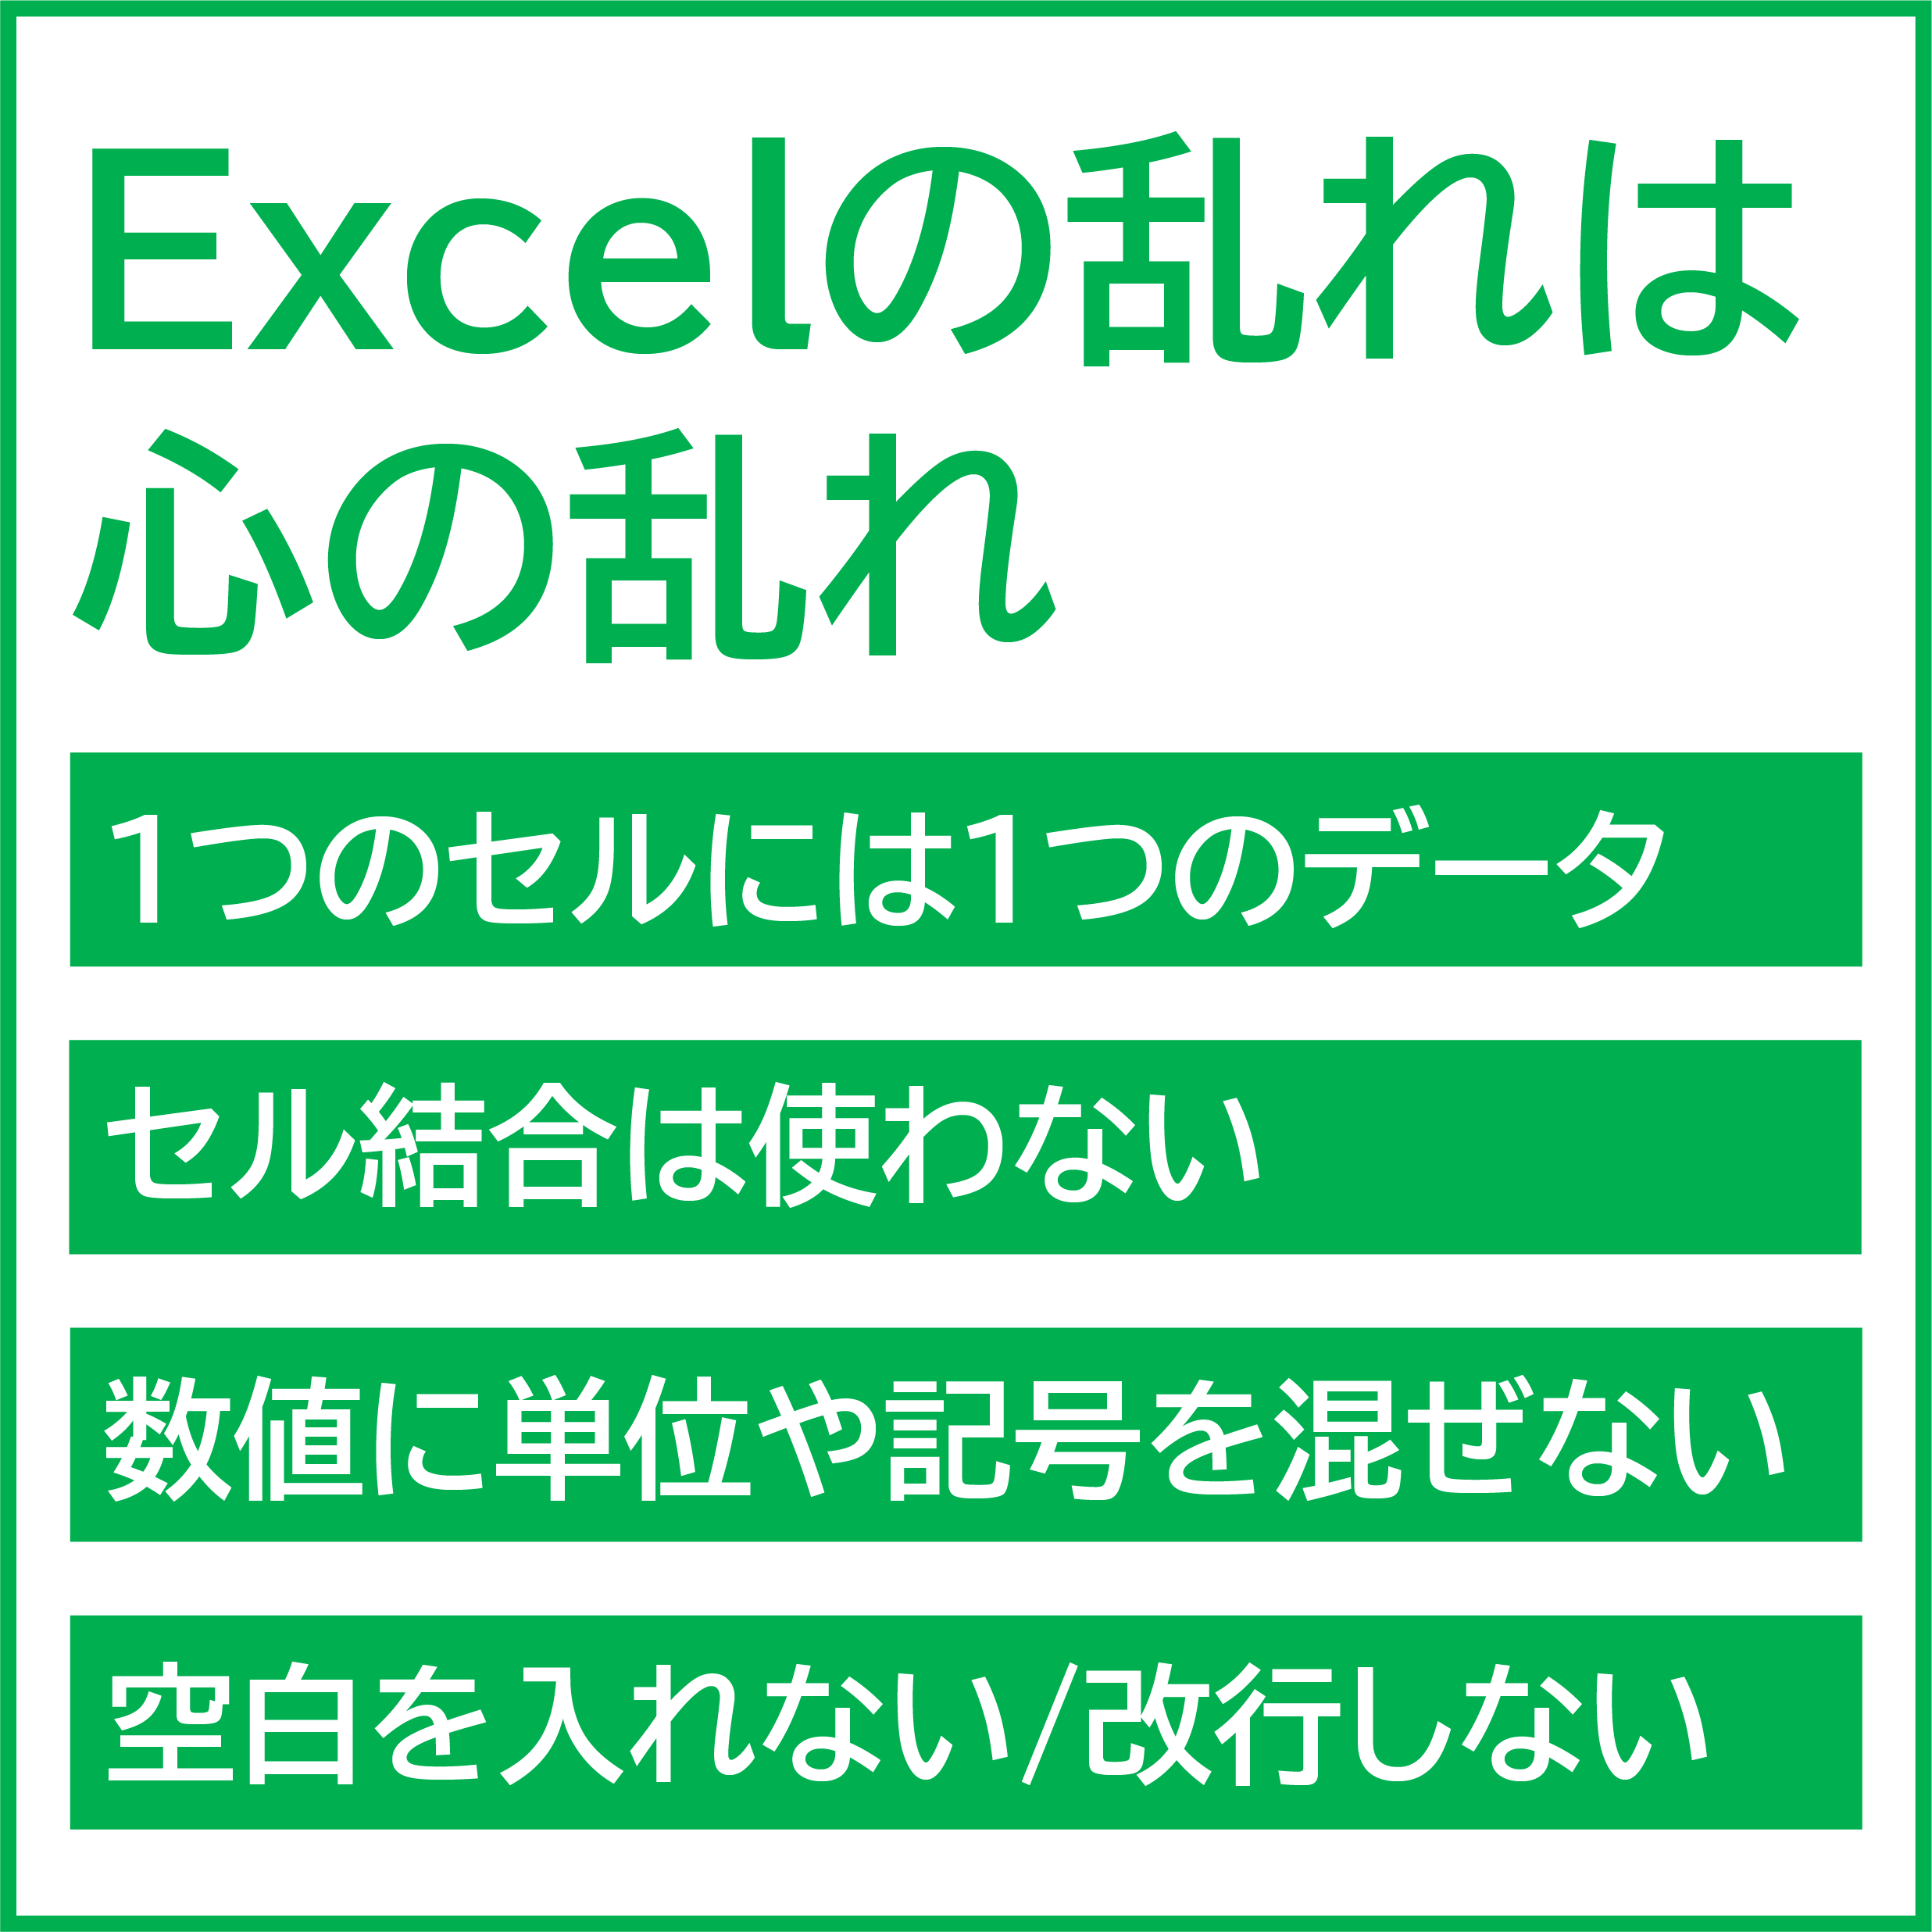 Excelの乱れは
心の乱れ
1つのセルには1つのデータ
セル結合は使わない
数値に単位や記号を混ぜない
空白を入れない/改行しない